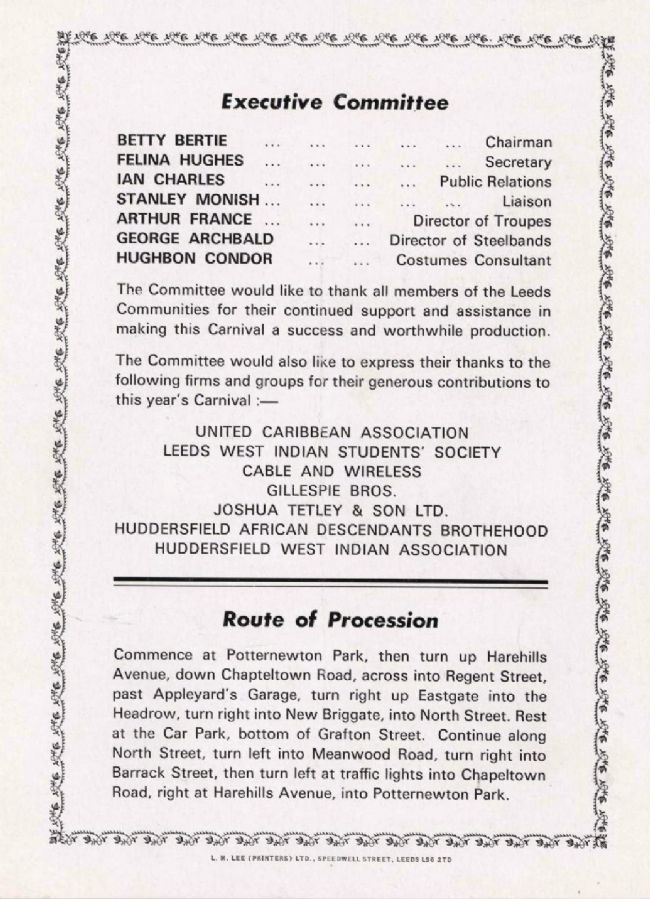 Executive Committee
BETTY BERTIE ... ... ... ... ... Chairman
FELINA HUGHES ... ... ... ... ... Secretary
IAN CHARLES ... ... ... ... Public Relations
STANLEY MONISH ... ... ... ... ... Liaison
ARTHUR FRANCE ... ... ... Director of Troupes
GEORGE ARCHBALD ... ... Director of Steelbands
HUGHBON CONDOR ... ... Costumes Consultant
The Committee would like to thank all members of the Leeds
Communities for their continued support and assistance in
making this Carnival a success and worthwhile production.
The Committee would also like to express their thanks to the
following firms and groups for their generous contributions to
this year's Carnival :—
UNITED CARIBBEAN ASSOCIATION
LEEDS WEST INDIAN STUDENTS' SOCIETY
CABLE AND WIRELESS
GILLESPIE BROS.
JOSHUA TETLEY & SON LTD.
HUDDERSFIELD AFRICAN DESCENDANTS BROTHEHOOD
HUDDERSFIELD WEST INDIAN ASSOCIATION
Route of Procession
Commence at Potternewton Park, then turn up Harehills
Avenue, down Chapteltown Road, across into Regent Street,
past Appleyard's Garage, turn right up Eastgate into the
Headrow, turn right into New Briggate, into North Street. Rest
at the Car Park, bottom of Grafton Street. Continue along
North Street, turn left into Meanwood Road, turn right into
Barrack Street, then turn left at traffic lights into Chapeltown
Road, right at Harehills Avenue, into Potternewton Park.
L. H. LEE (PRINTERS) LTD., SPEEDWELL STREET, LEEDS LS6 2TD